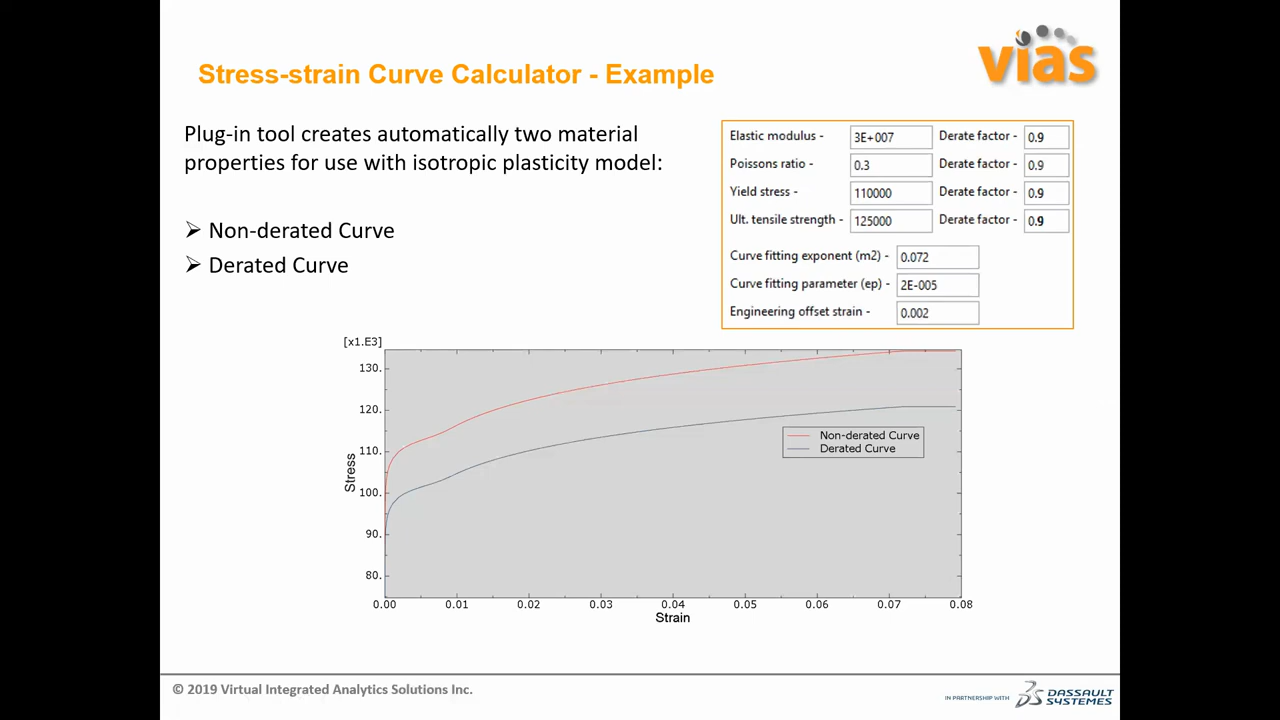 vias
Stress-strain Curve Calculator - Example
Plug-in tool creates automatically two material
properties for use with isotropic plasticity model:
➢ Non-derated Curve
➢ Derated Curve
Elastic modulus - 3E+007 Derate factor - 0.9
Poissons ratio - 0.3 Derate factor - 0.9
Yield stress - 110000 Derate factor - 0.9
Ult. tensile strength - 125000 Derate factor - 0.9
Curve fitting exponent (m2) - 0.072
Curve fitting parameter (ep) - 2E-005
Engineering offset strain - 0.002
[x1.E3]
130.
120.
110.
100.
90.
80.
Stress
Non-derated Curve
Derated Curve
0.00 0.01 0.02 0.03 0.04 0.05 0.06 0.07 0.08
Strain
© 2019 Virtual Integrated Analytics Solutions Inc.
IN PARTNERSHIP WITH
DASSAULT
SYSTEMES